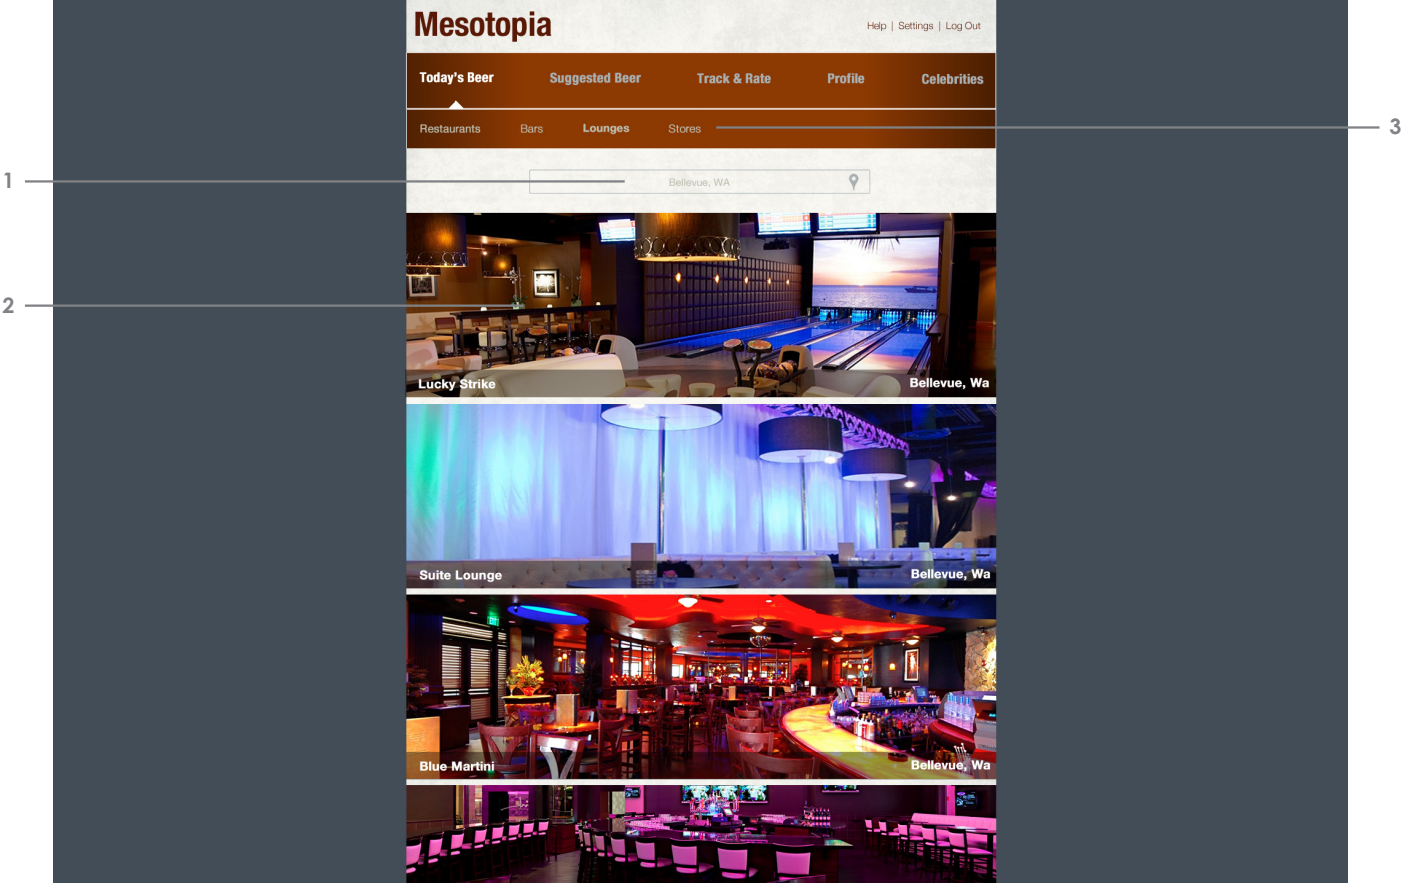 Mesotopia
Help | Settings | Log Out
Today's Beer Suggested Beer Track & Rate Profile Celebrities
Restaurants Bars Lounges Stores
3
1
Bellevue, WA
2
Lucky Strike Bellevue, Wa
Suite Lounge Bellevue, Wa
Blue Martini Bellevue, Wa